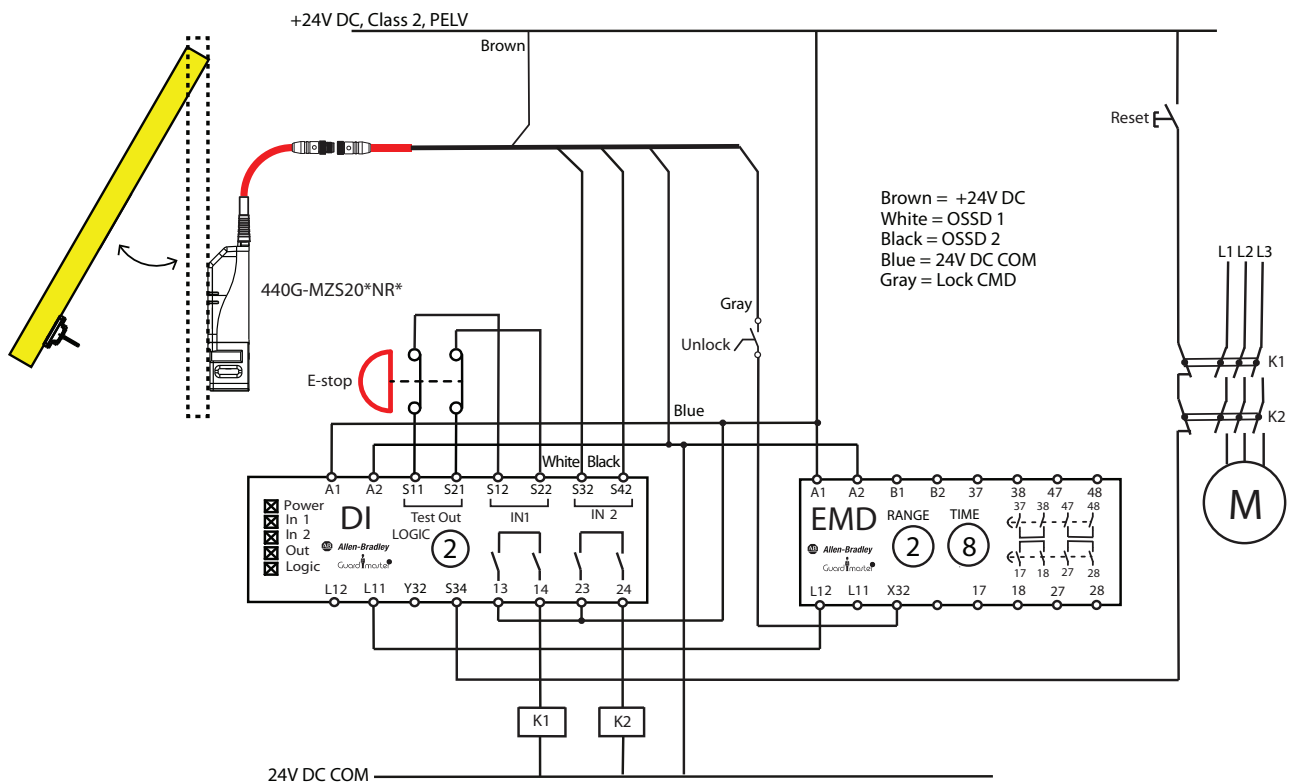 +24V DC, Class 2, PELV
Brown
Reset
Brown = +24V DC
White = OSSD 1
Black = OSSD 2
Blue = 24V DC COM
Gray = Lock CMD
L1 L2 L3
440G-MZS20*NR*
Gray
Unlock
K1
E-stop
Blue
K2
White Black
A1 A2 S11 S21 S12 S22 S32 S42
Power
In 1
In 2
Out
Logic
DI
Test Out
IN1
IN 2
LOGIC
2
AB Allen-Bradley
Guardmaster
L12 L11 Y32 S34 13 14 23 24
A1 A2 B1 B2 37 38 47 48
EMD
RANGE
TIME
2
8
37 38 47 48
AB Allen-Bradley
Guardmaster
17 18 27 28
L12 L11 X32 17 18 27 28
M
K1
K2
24V DC COM